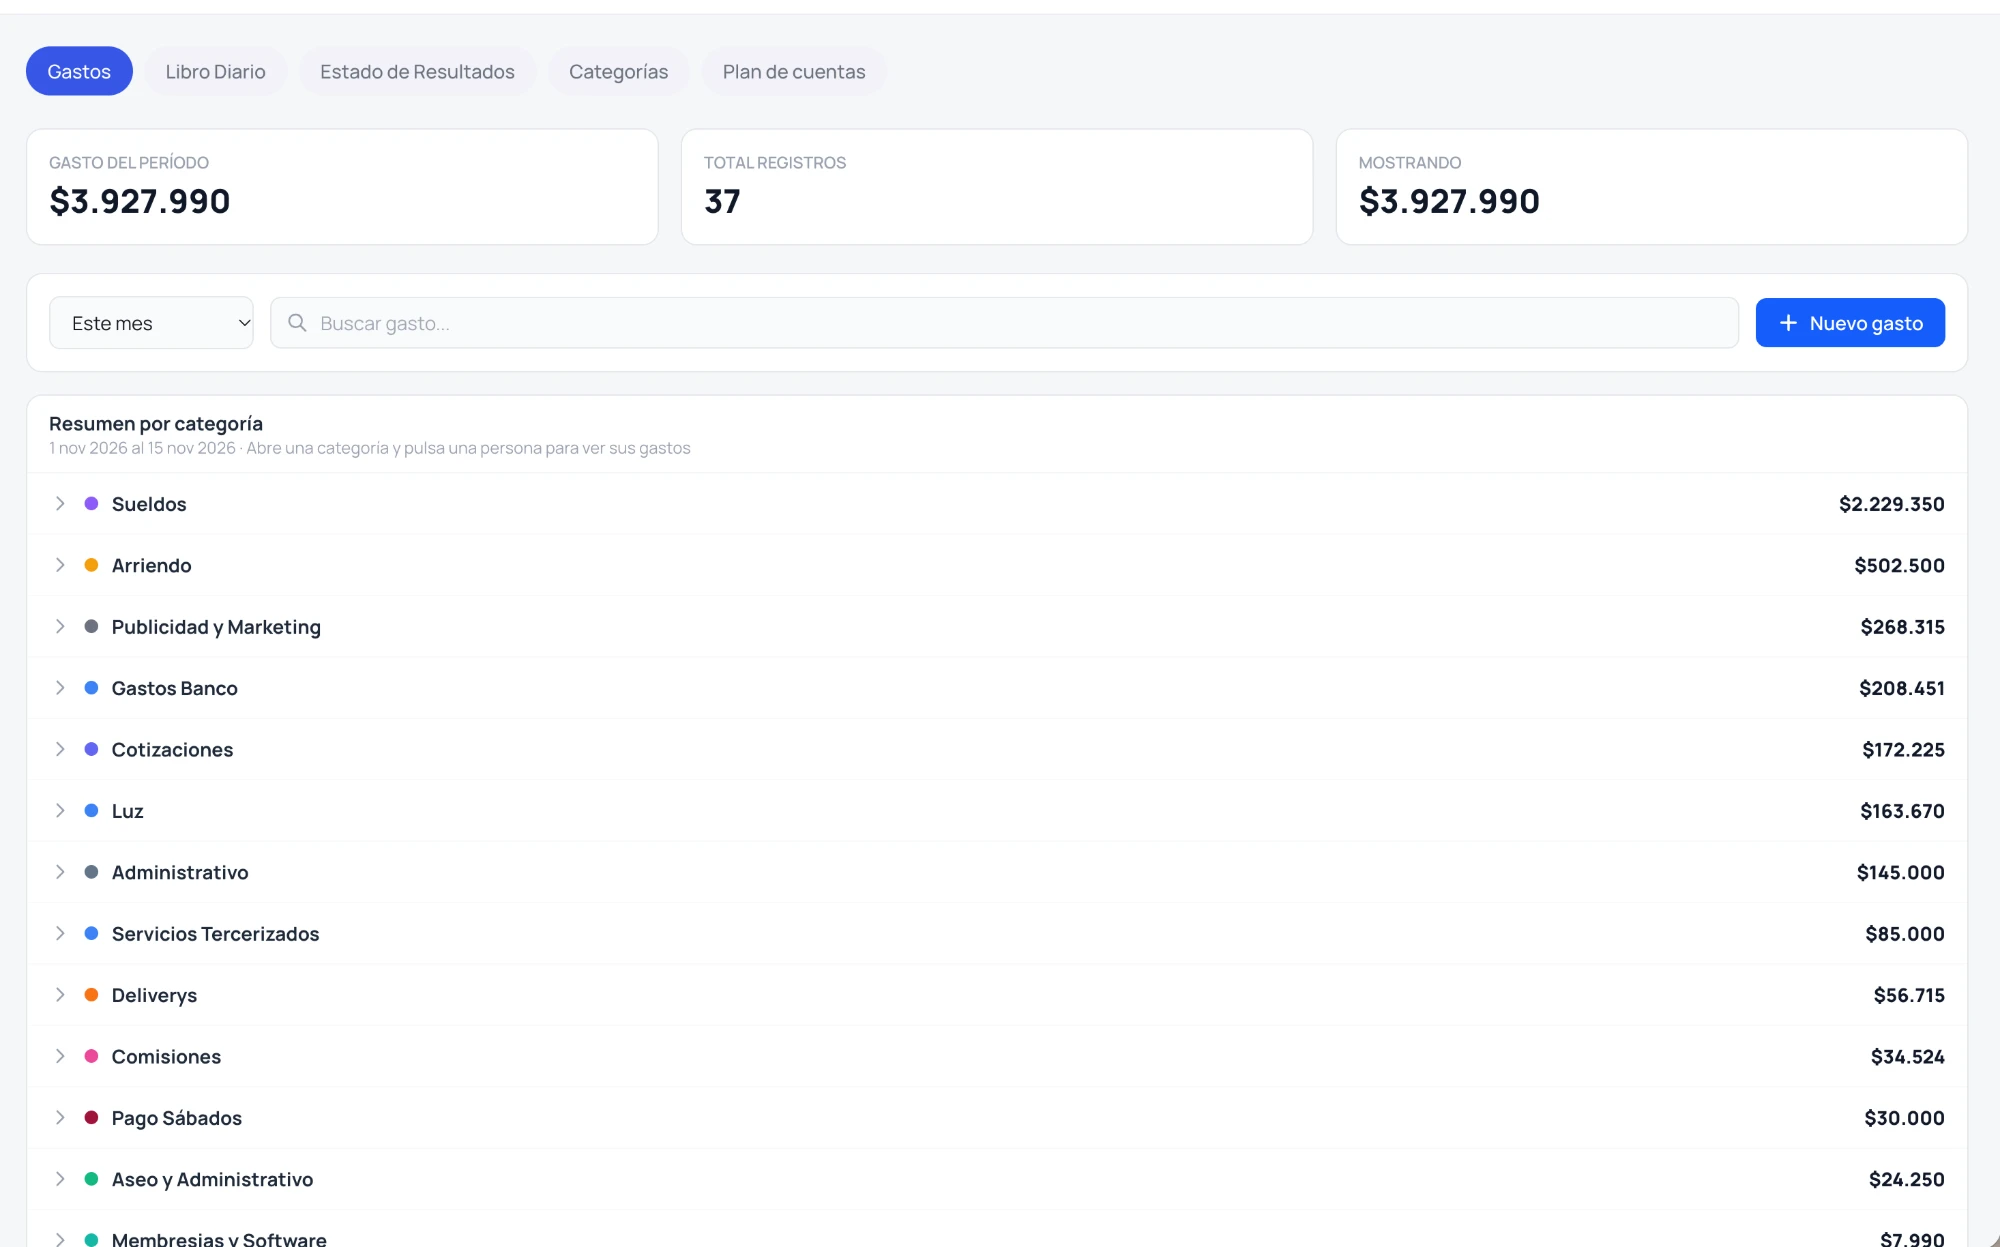 Gastos
Libro Diario
Estado de Resultados
Categorías
Plan de cuentas
GASTO DEL PERÍODO
$3.927.990
TOTAL REGISTROS
37
MOSTRANDO
$3.927.990
Este mes
Buscar gasto...
+ Nuevo gasto
Resumen por categoría
1 nov 2026 al 15 nov 2026 · Abre una categoría y pulsa una persona para ver sus gastos
Sueldos $2.229.350
Arriendo $502.500
Publicidad y Marketing $268.315
Gastos Banco $208.451
Cotizaciones $172.225
Luz $163.670
Administrativo $145.000
Servicios Tercerizados $85.000
Deliverys $56.715
Comisiones $34.524
Pago Sábados $30.000
Aseo y Administrativo $24.250
Membresias y Software $7.990